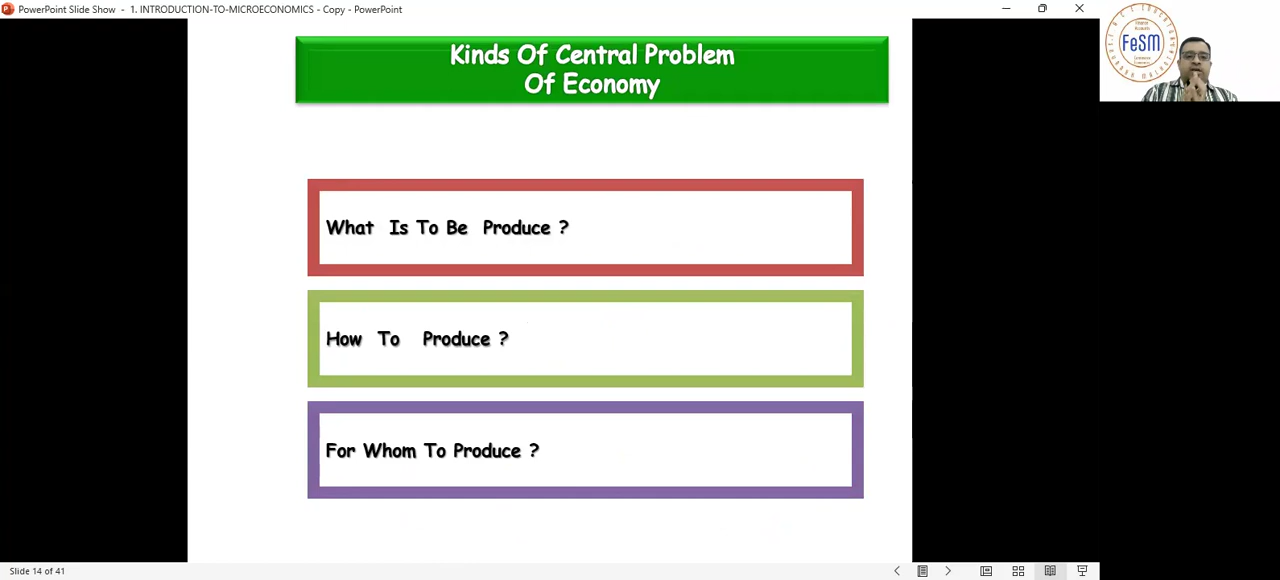 PowerPoint Slide Show - 1. INTRODUCTION-TO-MICROECONOMICS - Copy - PowerPoint
Kinds Of Central Problem
Of Economy
FeSM
What Is To Be Produce ?
How To Produce ?
For Whom To Produce ?
Slide 14 of 41